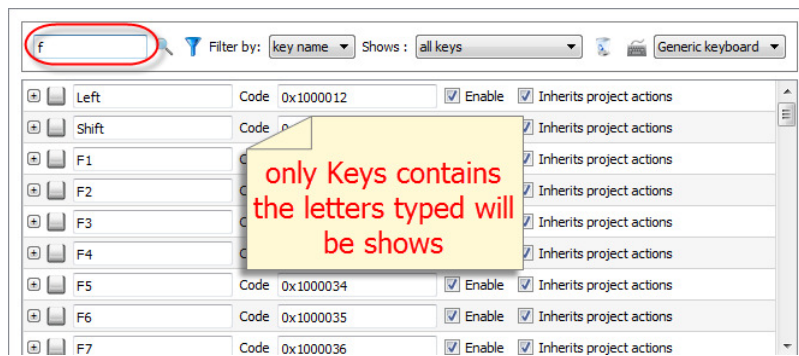 f Filter by: key name Shows : all keys Generic keyboard
Left Code 0x1000012 Enable Inherits project actions
Shift Code Inherits project actions
F1 Inherits project actions
F2 Inherits project actions
F3 Inherits project actions
F4 Inherits project actions
only Keys contains
the letters typed will
be shows
F5 Code 0x1000034 Enable Inherits project actions
F6 Code 0x1000035 Enable Inherits project actions
F7 Code 0x1000036 Enable Inherits project actions